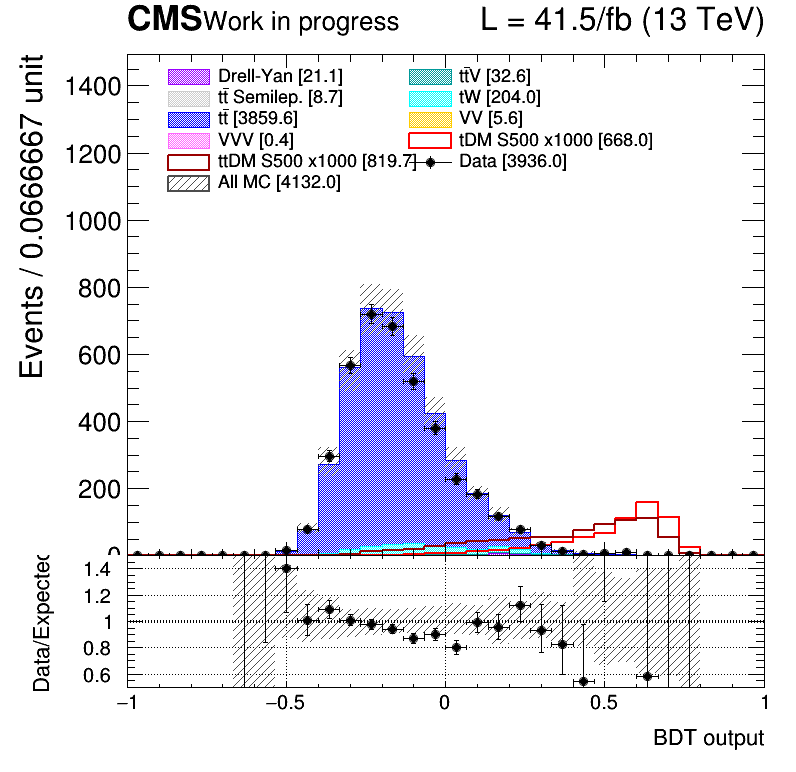 CMS Work in progress L = 41.5/fb (13 TeV)
Events / 0.0666667 unit
Drell-Yan [21.1] tt̄V [32.6]
tt̄ Semilep. [8.7] tW [204.0]
tt̄ [3859.6] VV [5.6]
VVV [0.4] tDM S500 x1000 [668.0]
ttDM S500 x1000 [819.7] Data [3936.0]
All MC [4132.0]
1400
1200
1000
800
600
400
200
0
Data/Expected
1.4
1.2
1
0.8
0.6
−1 −0.5 0 0.5 1
BDT output